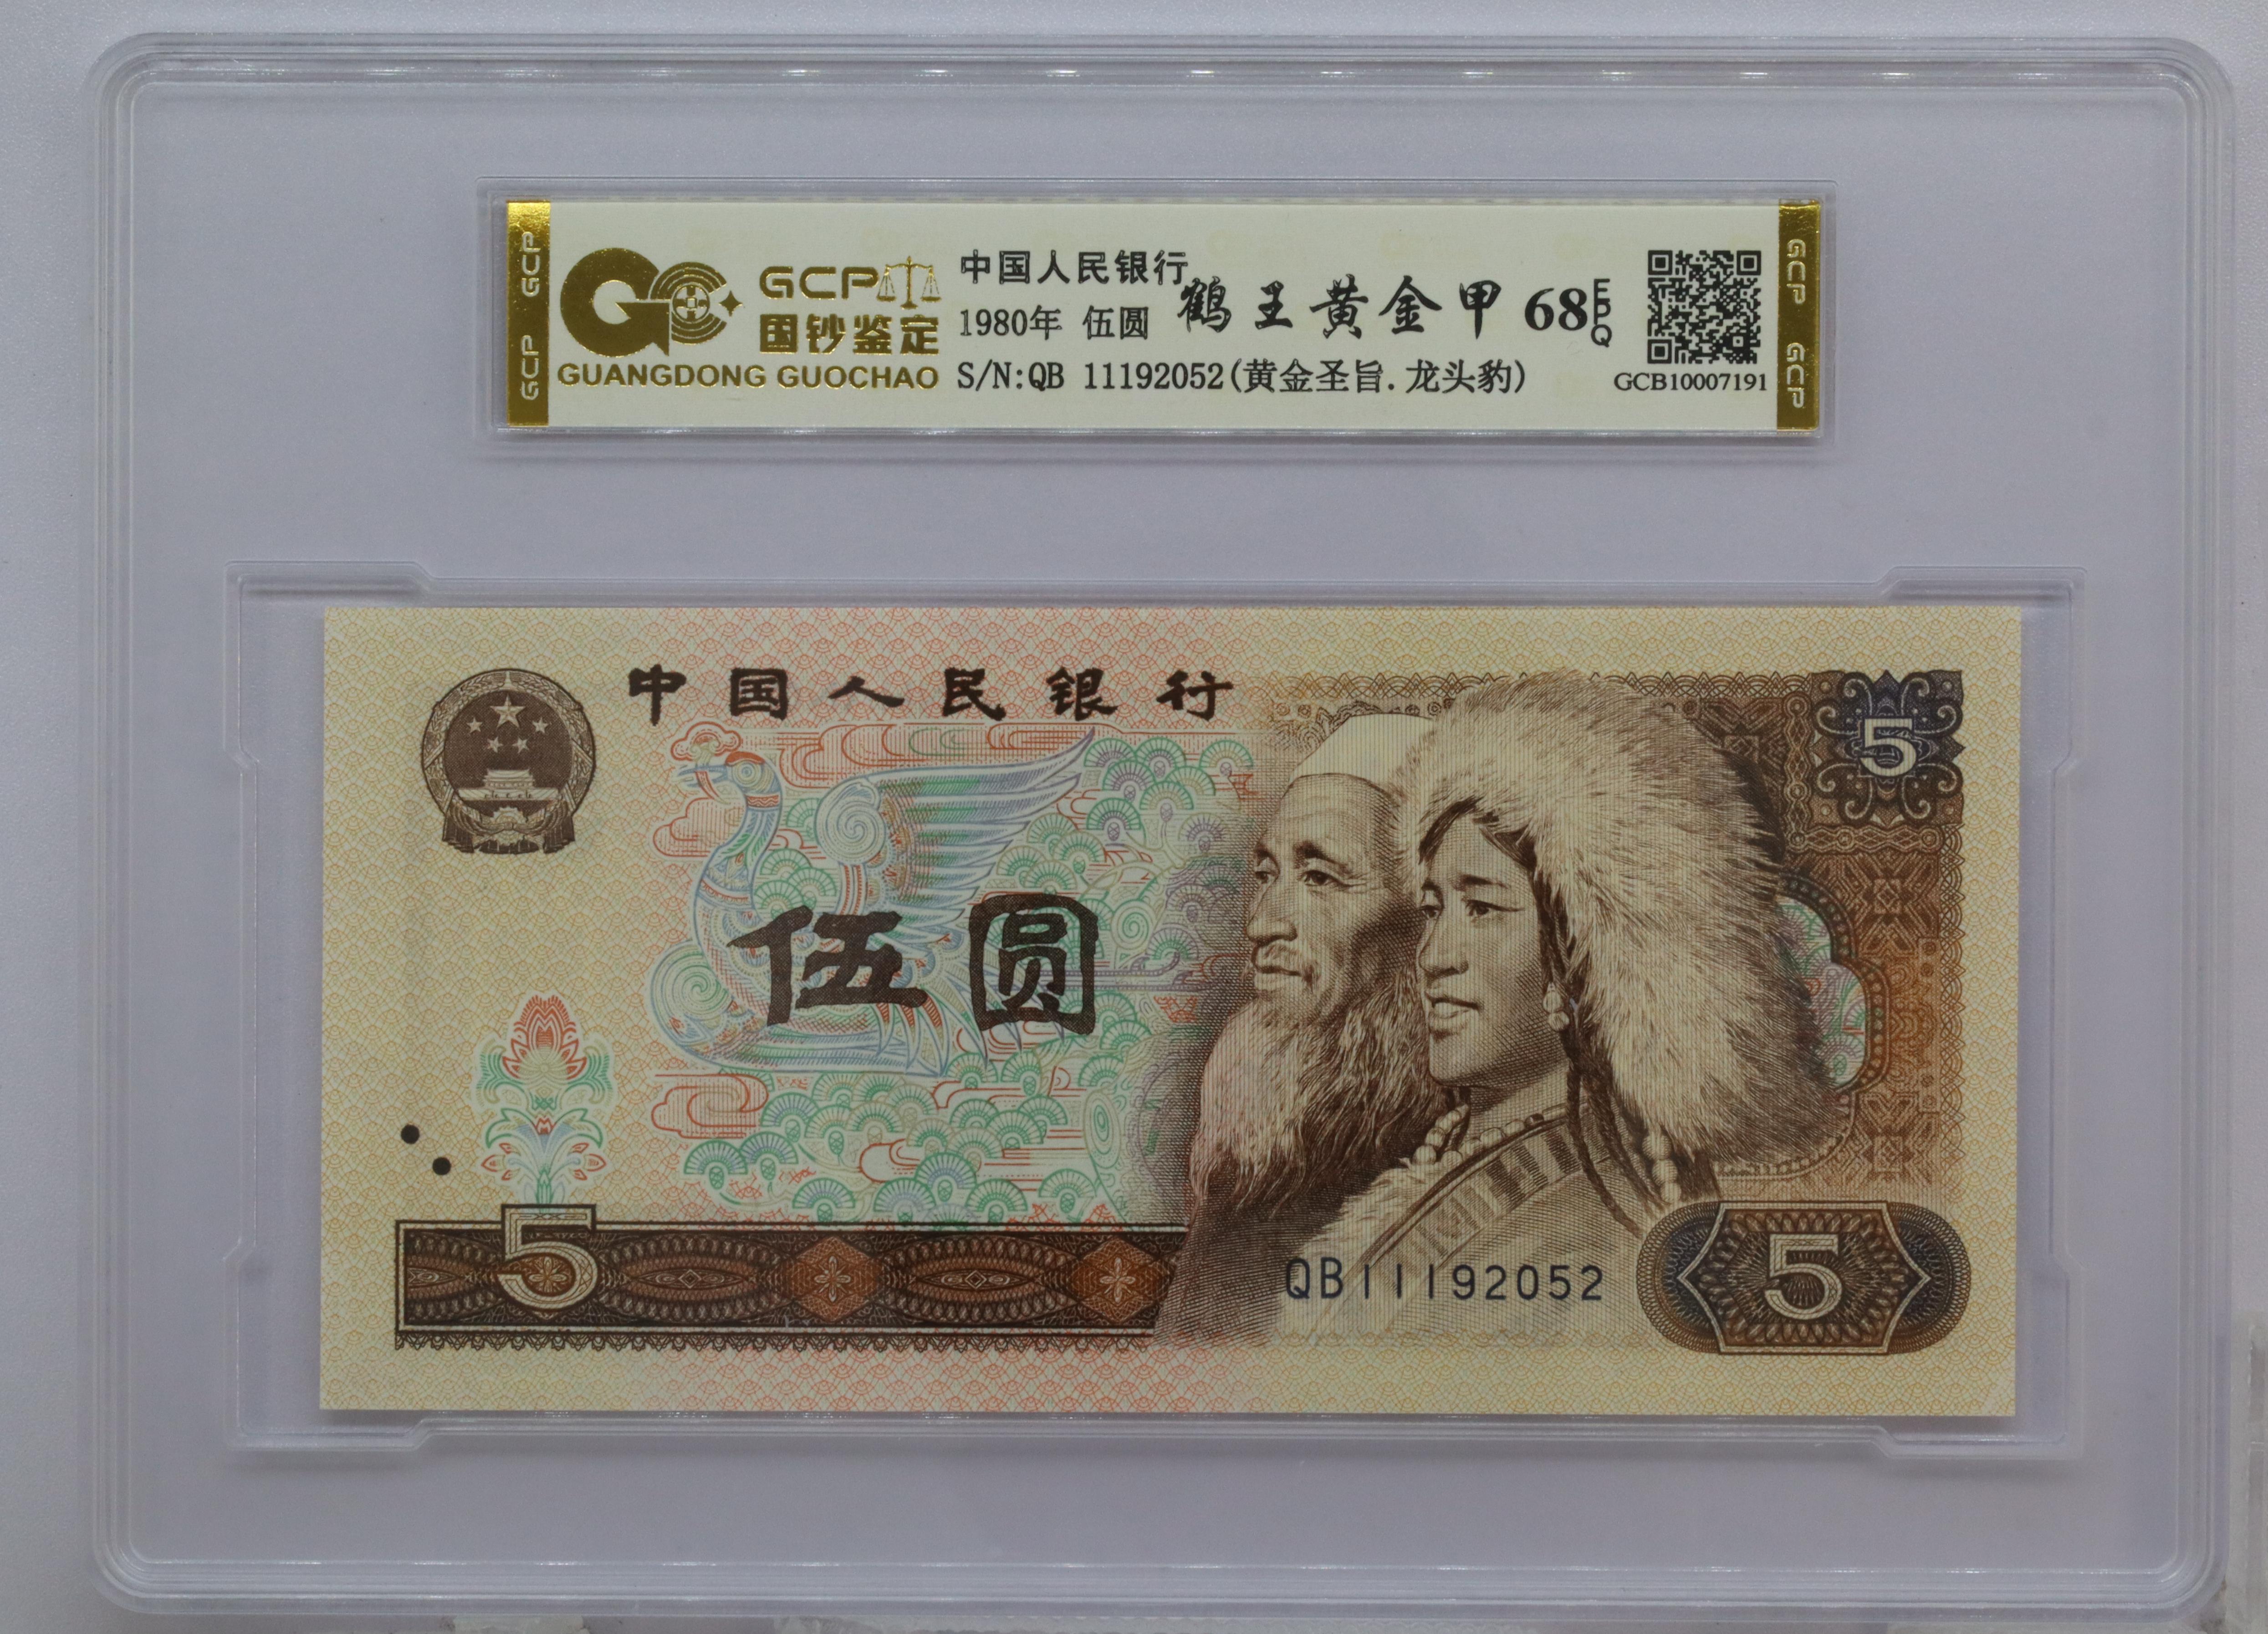 GCP GCP
GCP
国钞鉴定
GUANGDONG GUOCHAO
中国人民银行
1980年 伍圆
鹤王黄金甲 68 EPQ
S/N:QB 11192052(黄金圣旨.龙头豹)
GCB10007191
GCP GCP
中国人民银行
5
伍圆
5
QB11192052
5